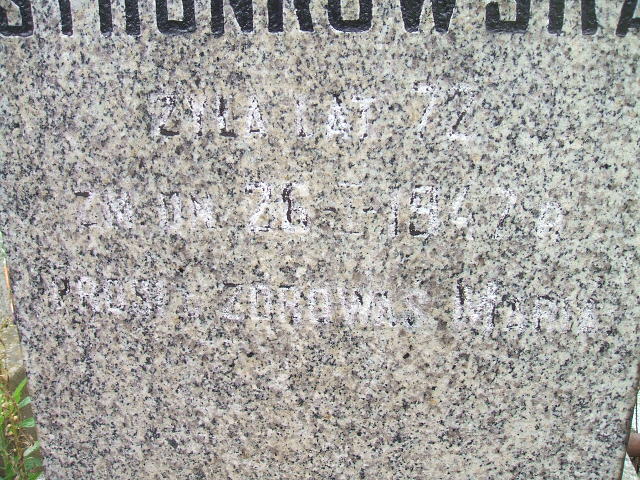 ŻYŁA LAT 72
ZM DN 26-I-1942 R
PROSI ZDROWAŚ MARIA